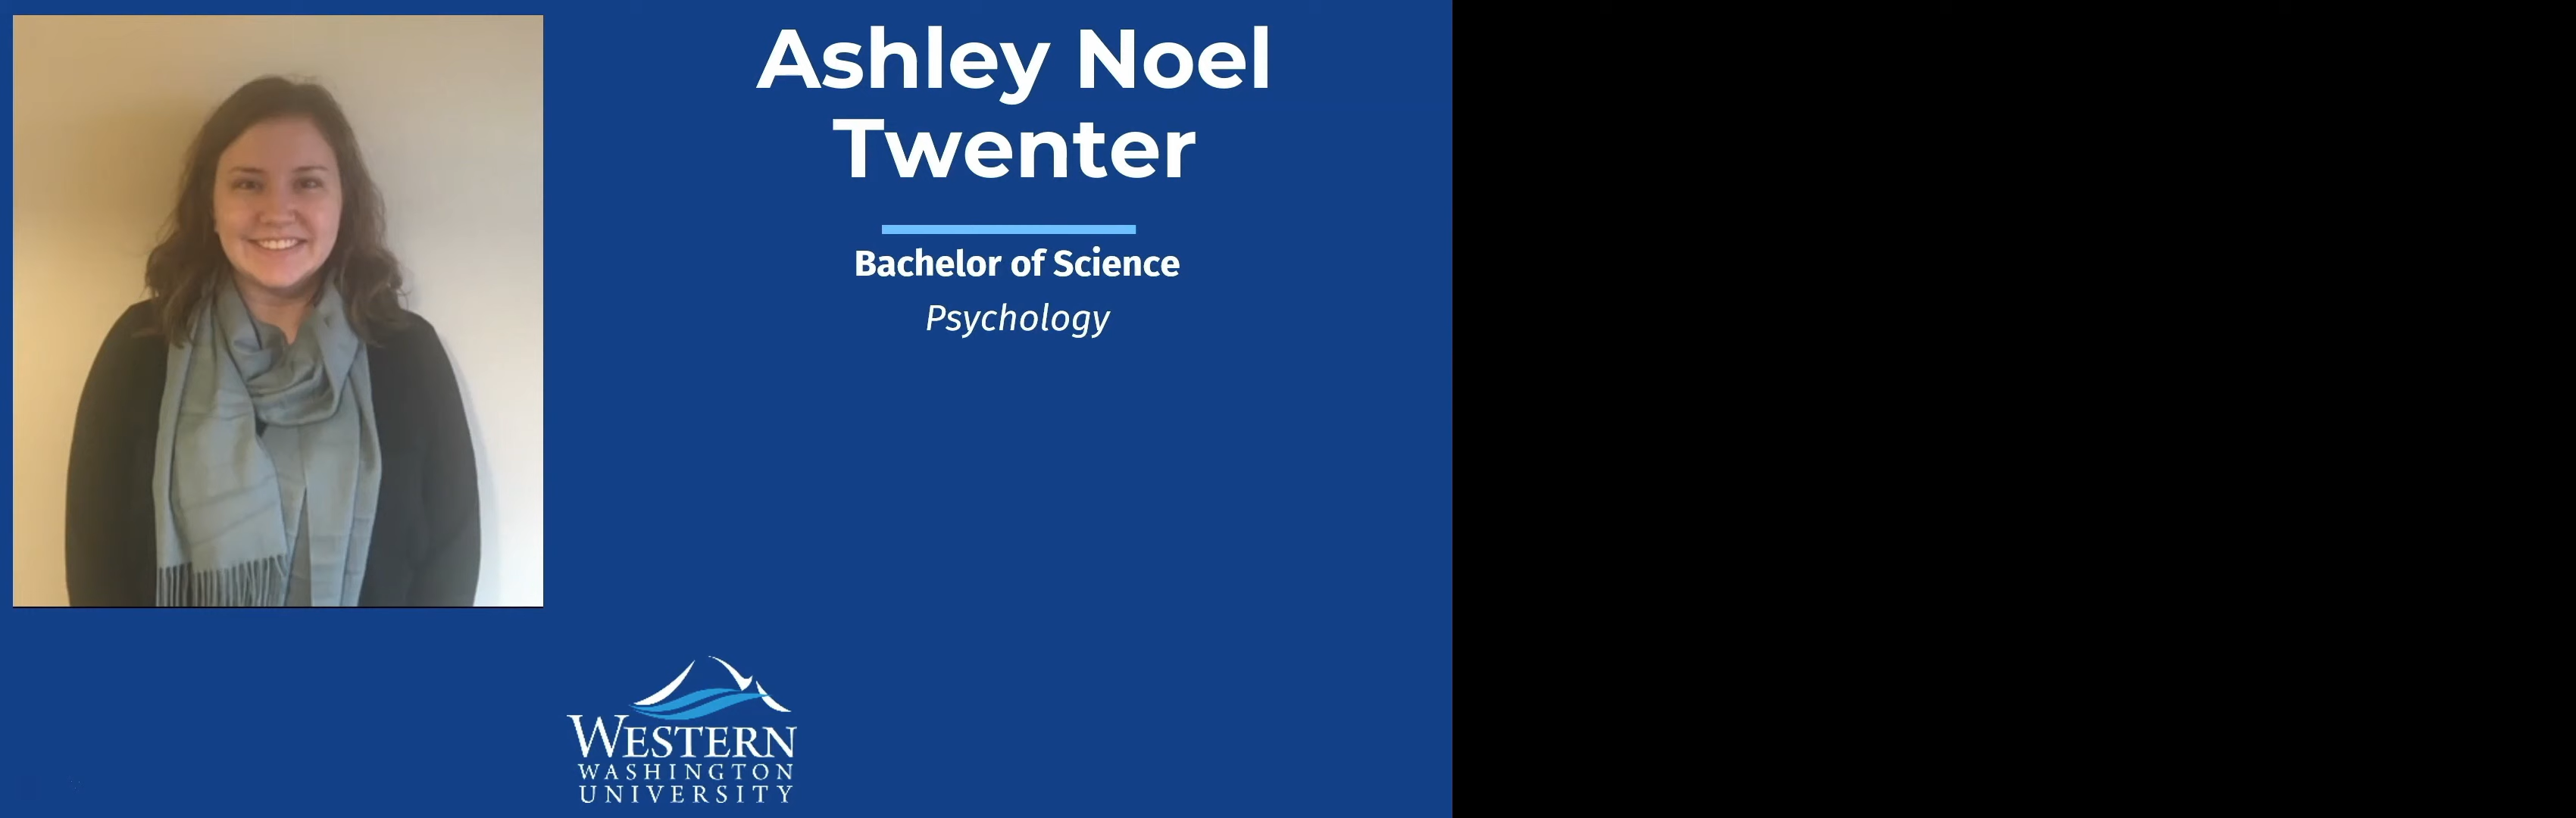 Ashley Noel
Twenter
Bachelor of Science
Psychology
WESTERN
WASHINGTON
UNIVERSITY